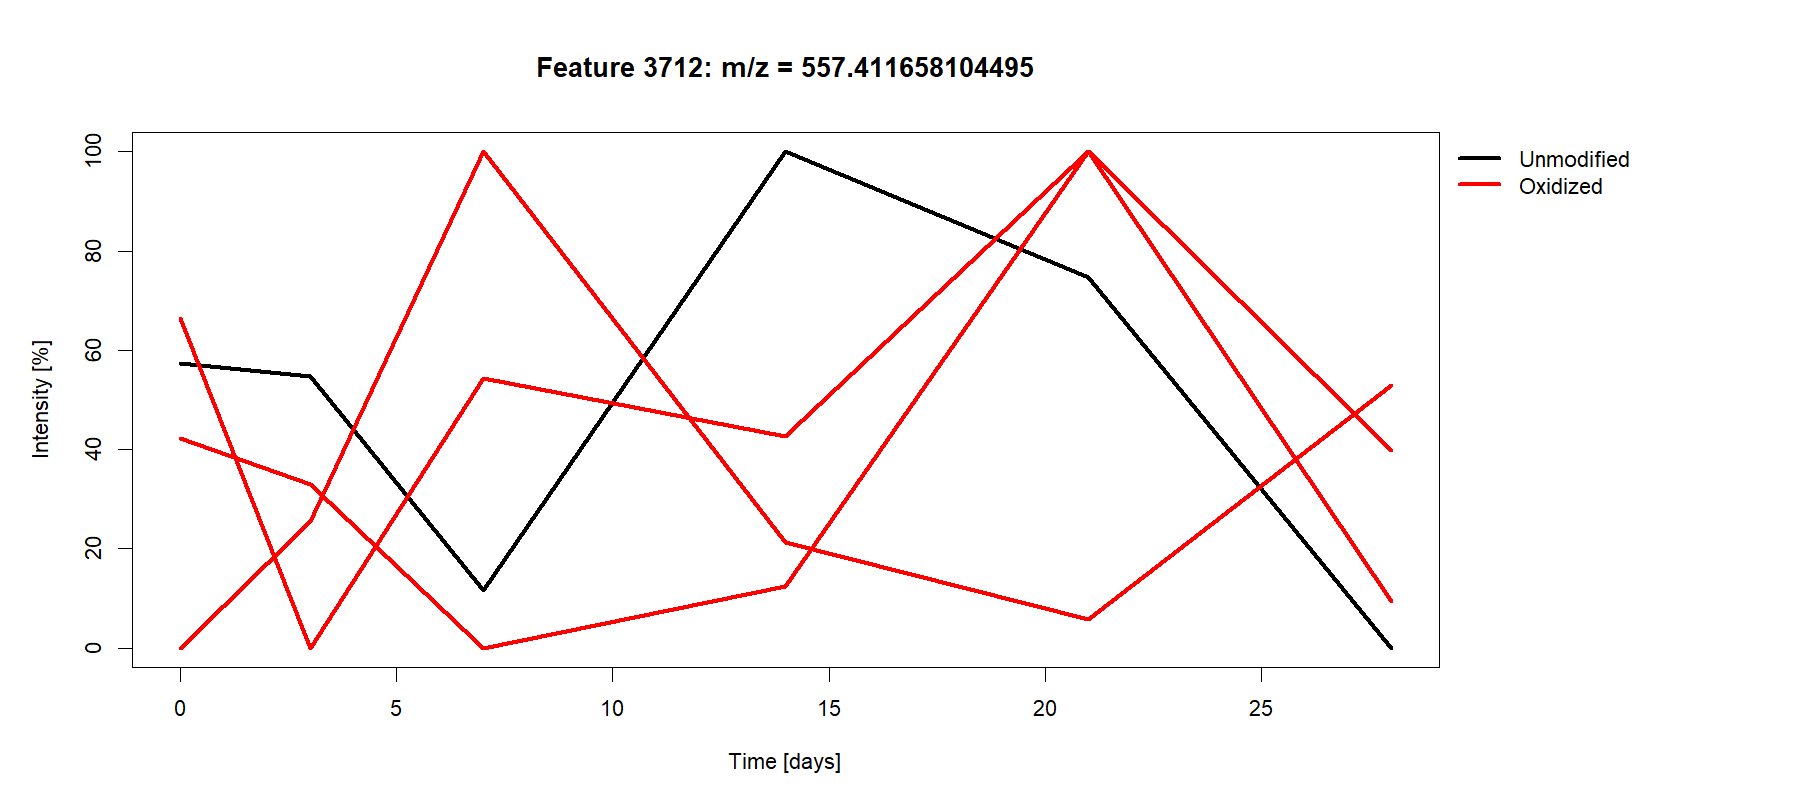 Feature 3712: m/z = 557.411658104495
Unmodified
Oxidized
Intensity [%]
100
80
60
40
20
0
0 5 10 15 20 25
Time [days]